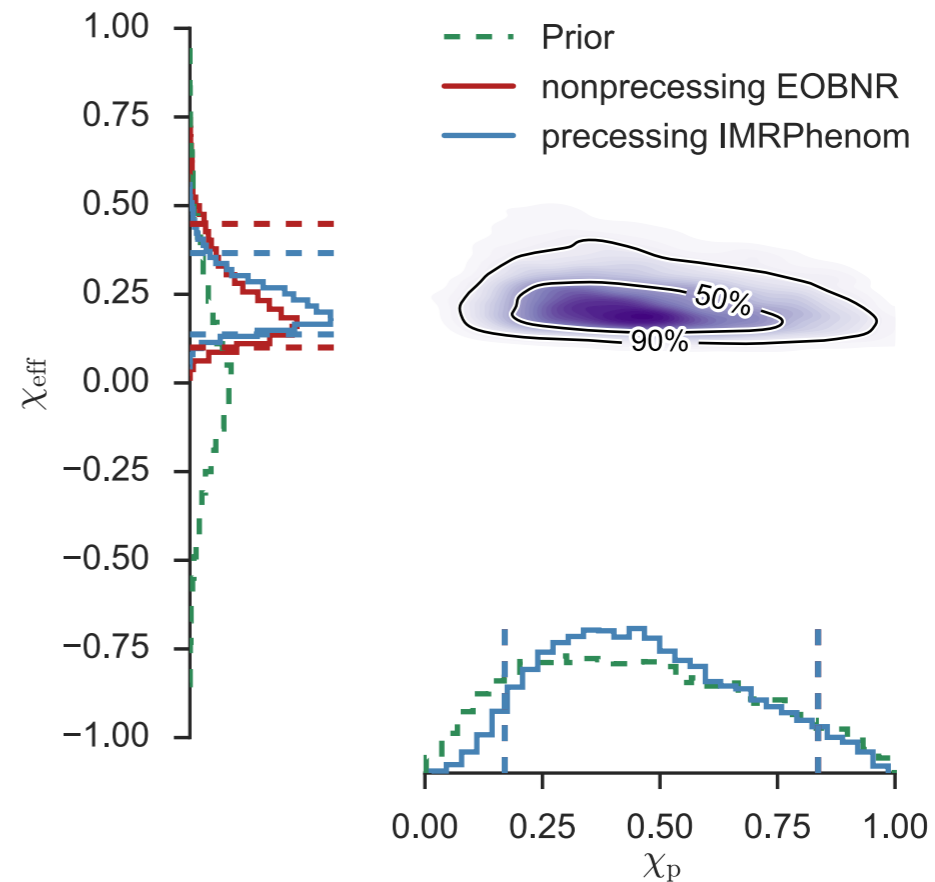 Prior
nonprecessing EOBNR
precessing IMRPhenom
1.00
0.75
0.50
0.25
0.00
−0.25
−0.50
−0.75
−1.00
χeff
50%
90%
0.00 0.25 0.50 0.75 1.00
χp